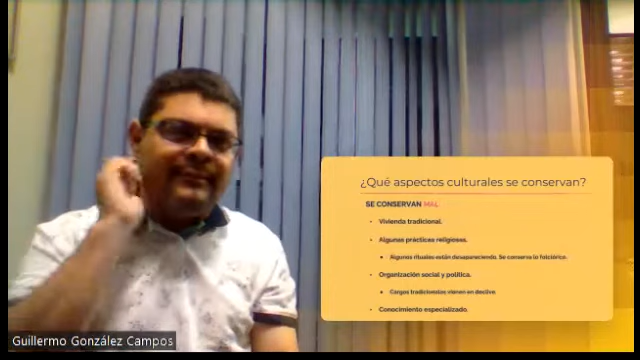 ¿Qué aspectos culturales se conservan?
SE CONSERVAN MAL
Vivienda tradicional.
Algunas prácticas religiosas.
Algunos rituales están desapareciendo. Se conserva lo folclórico.
Organización social y política.
Cargos tradicionales vienen en declive.
Conocimiento especializado.
Guillermo González Campos